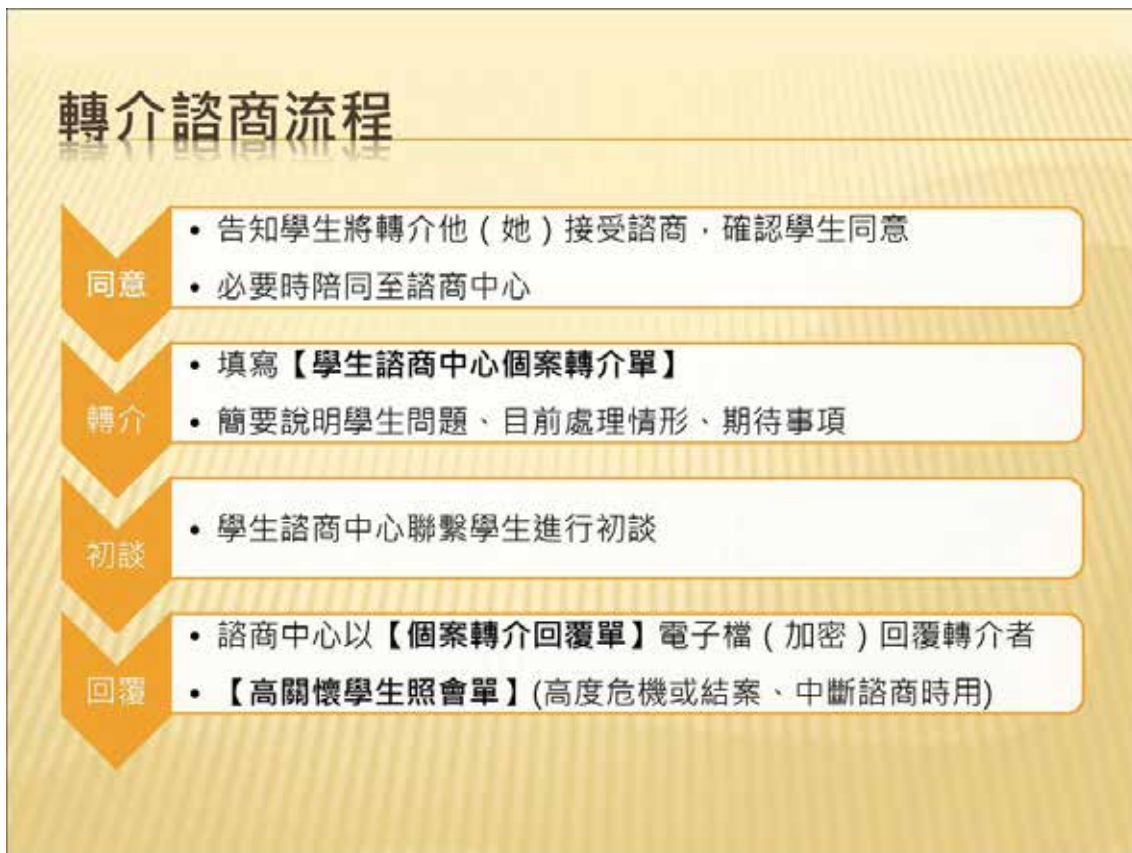 轉介諮商流程
同意
• 告知學生將轉介他（她）接受諮商，確認學生同意
• 必要時陪同至諮商中心
轉介
• 填寫【學生諮商中心個案轉介單】
• 簡要說明學生問題、目前處理情形、期待事項
初談
• 學生諮商中心聯繫學生進行初談
回覆
• 諮商中心以【個案轉介回覆單】電子檔（加密）回覆轉介者
• 【高關懷學生照會單】(高度危機或結案、中斷諮商時用)